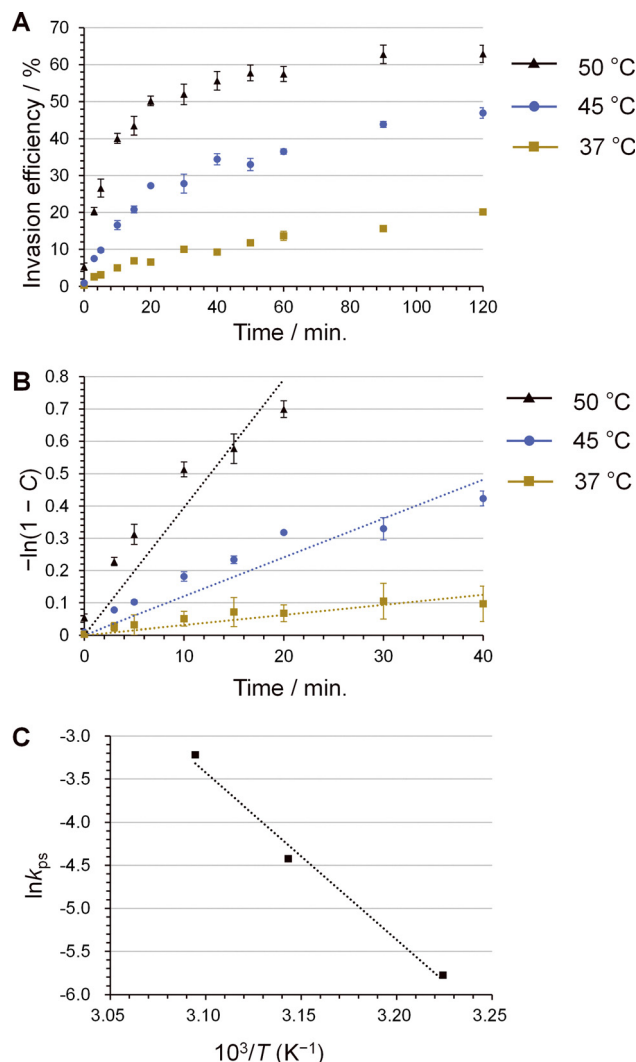 A
Invasion efficiency / %
70
60
50
40
30
20
10
0
0 20 40 60 80 100 120
Time / min.
50 °C
45 °C
37 °C
B
−ln(1 − C)
0.8
0.7
0.6
0.5
0.4
0.3
0.2
0.1
0
0 10 20 30 40
Time / min.
50 °C
45 °C
37 °C
C
lnkps
-3.0
-3.5
-4.0
-4.5
-5.0
-5.5
-6.0
3.05 3.10 3.15 3.20 3.25
10³/T (K⁻¹)